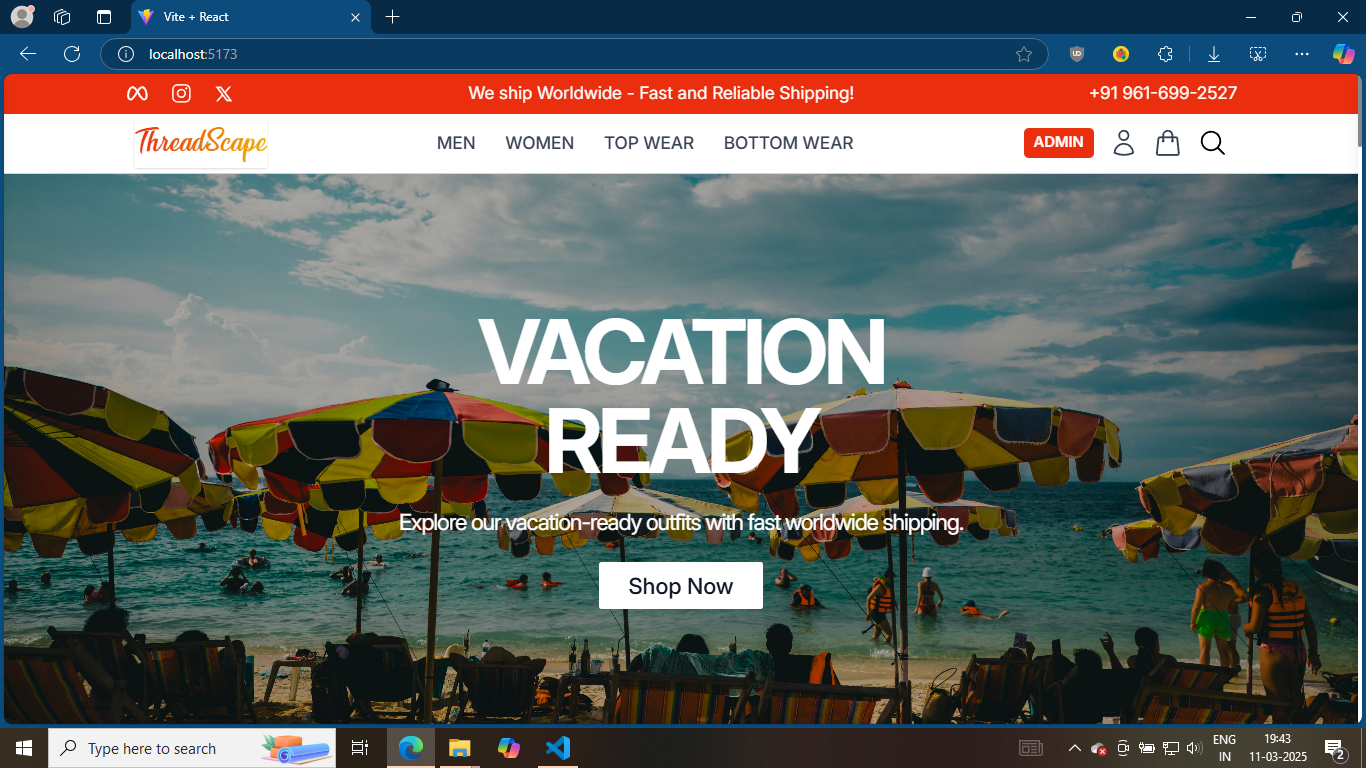 Vite + React
localhost:5173
We ship Worldwide - Fast and Reliable Shipping!
+91 961-699-2527
ThreadScape
MEN
WOMEN
TOP WEAR
BOTTOM WEAR
ADMIN
VACATION
READY
Explore our vacation-ready outfits with fast worldwide shipping.
Shop Now
Type here to search
ENG
IN
19:43
11-03-2025
2